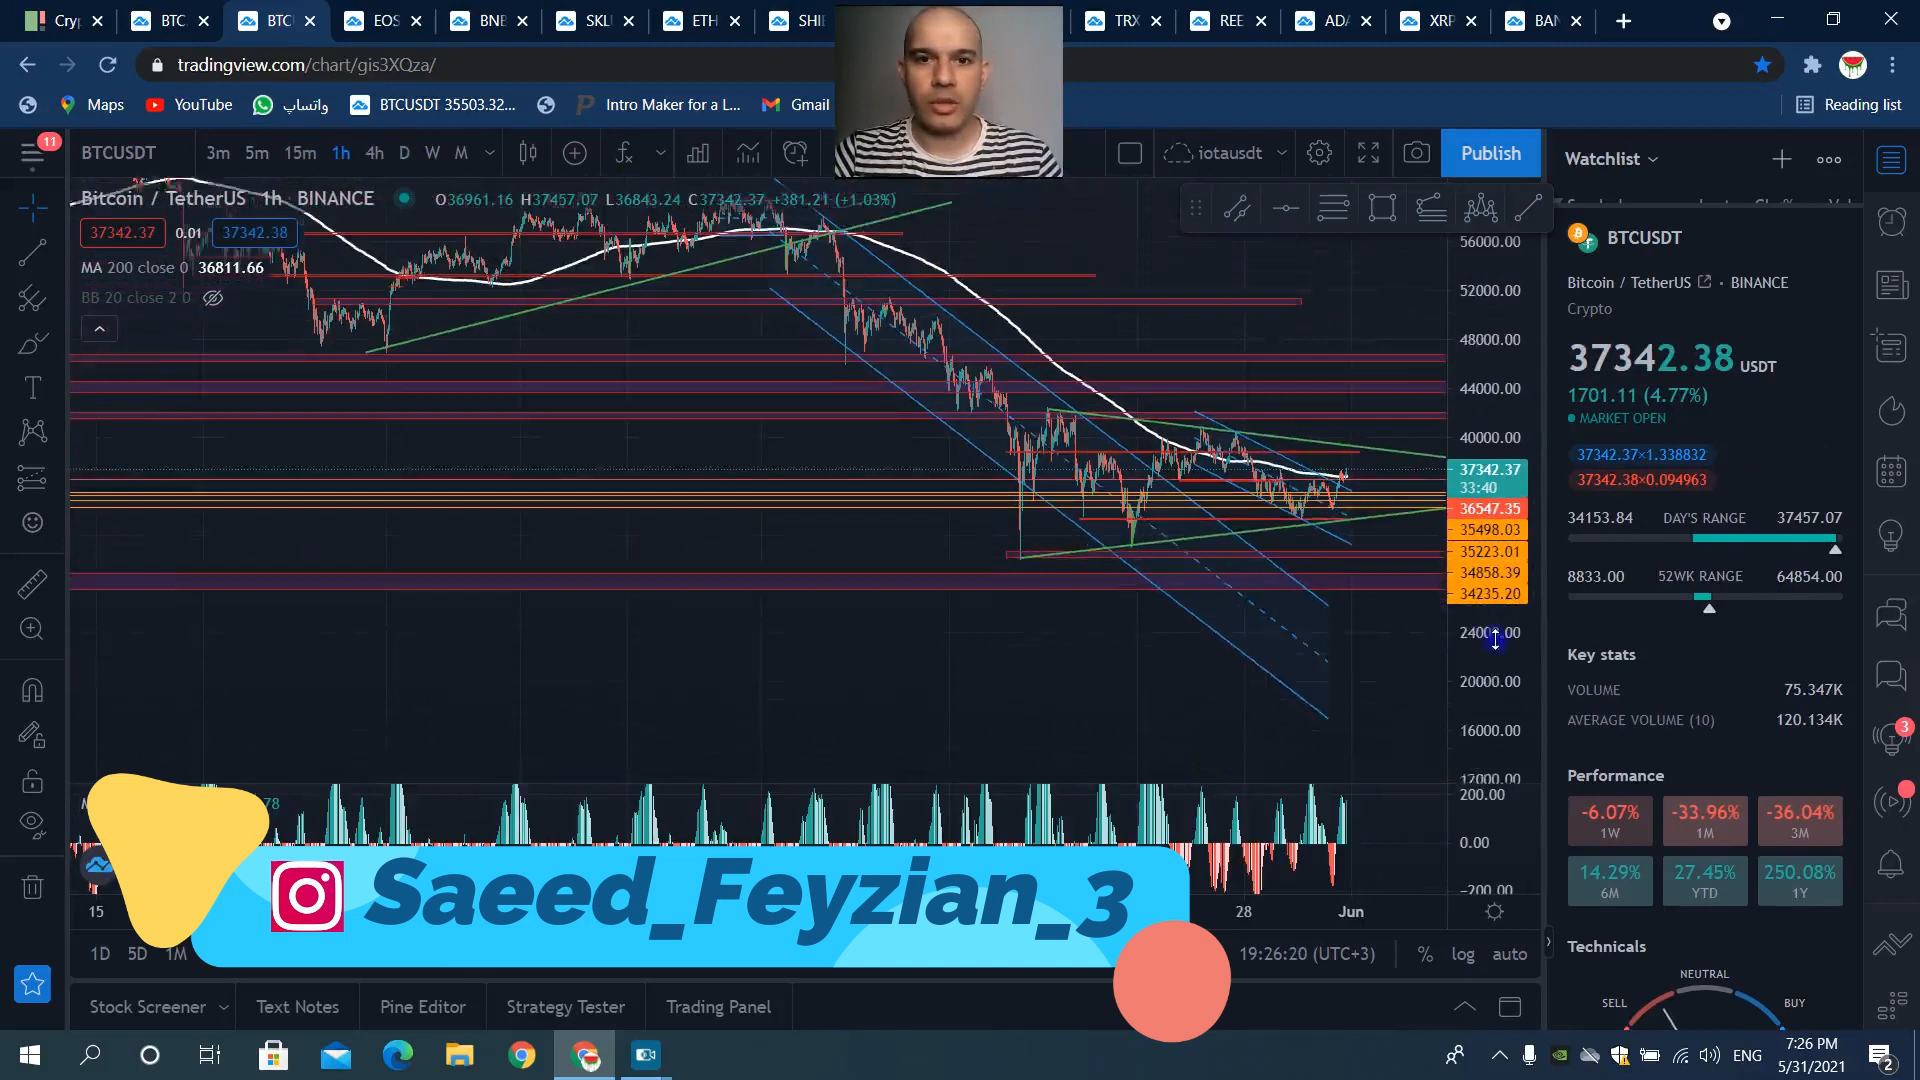 Cryp
BTC
BTC
EOS
BNB
SKL
ETH
SHI
TRX
REE
ADA
XRP
BAN
tradingview.com/chart/gis3XQza/
Maps
YouTube
واتساپ
BTCUSDT 35503.32...
Intro Maker for a L...
Gmail
Reading list
11
BTCUSDT
3m 5m 15m 1h 4h D W M
iotausdt
Publish
Watchlist
Bitcoin / TetherUS 1h BINANCE
O36961.16 H37457.07 L36843.24 C37342.37 +381.21 (+1.03%)
37342.37 0.01 37342.38
MA 200 close 0 36811.66
BB 20 close 2 0
56000.00
52000.00
48000.00
44000.00
40000.00
37342.37
33:40
36547.35
35498.03
35223.01
34858.39
34235.20
24000.00
20000.00
16000.00
12000.00
200.00
0.00
-200.00
78
15
28
Jun
BTCUSDT
Bitcoin / TetherUS · BINANCE
Crypto
37342.38 USDT
1701.11 (4.77%)
MARKET OPEN
37342.37×1.338832
37342.38×0.094963
34153.84 DAY'S RANGE 37457.07
8833.00 52WK RANGE 64854.00
Key stats
VOLUME 75.347K
AVERAGE VOLUME (10) 120.134K
Performance
-6.07% -33.96% -36.04%
1W 1M 3M
14.29% 27.45% 250.08%
6M YTD 1Y
Technicals
NEUTRAL
SELL BUY
3
Saeed_Feyzian_3
1D 5D 1M
19:26:20 (UTC+3) % log auto
Stock Screener Text Notes Pine Editor Strategy Tester Trading Panel
ENG
7:26 PM
5/31/2021
2